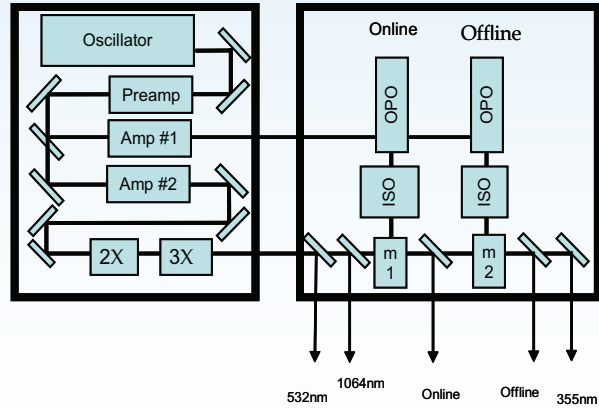 Oscillator
Preamp
Amp #1
Amp #2
2X
3X
Online
Offline
OPO
OPO
ISO
ISO
m
1
m
2
532nm
1064nm
Online
Offline
355nm